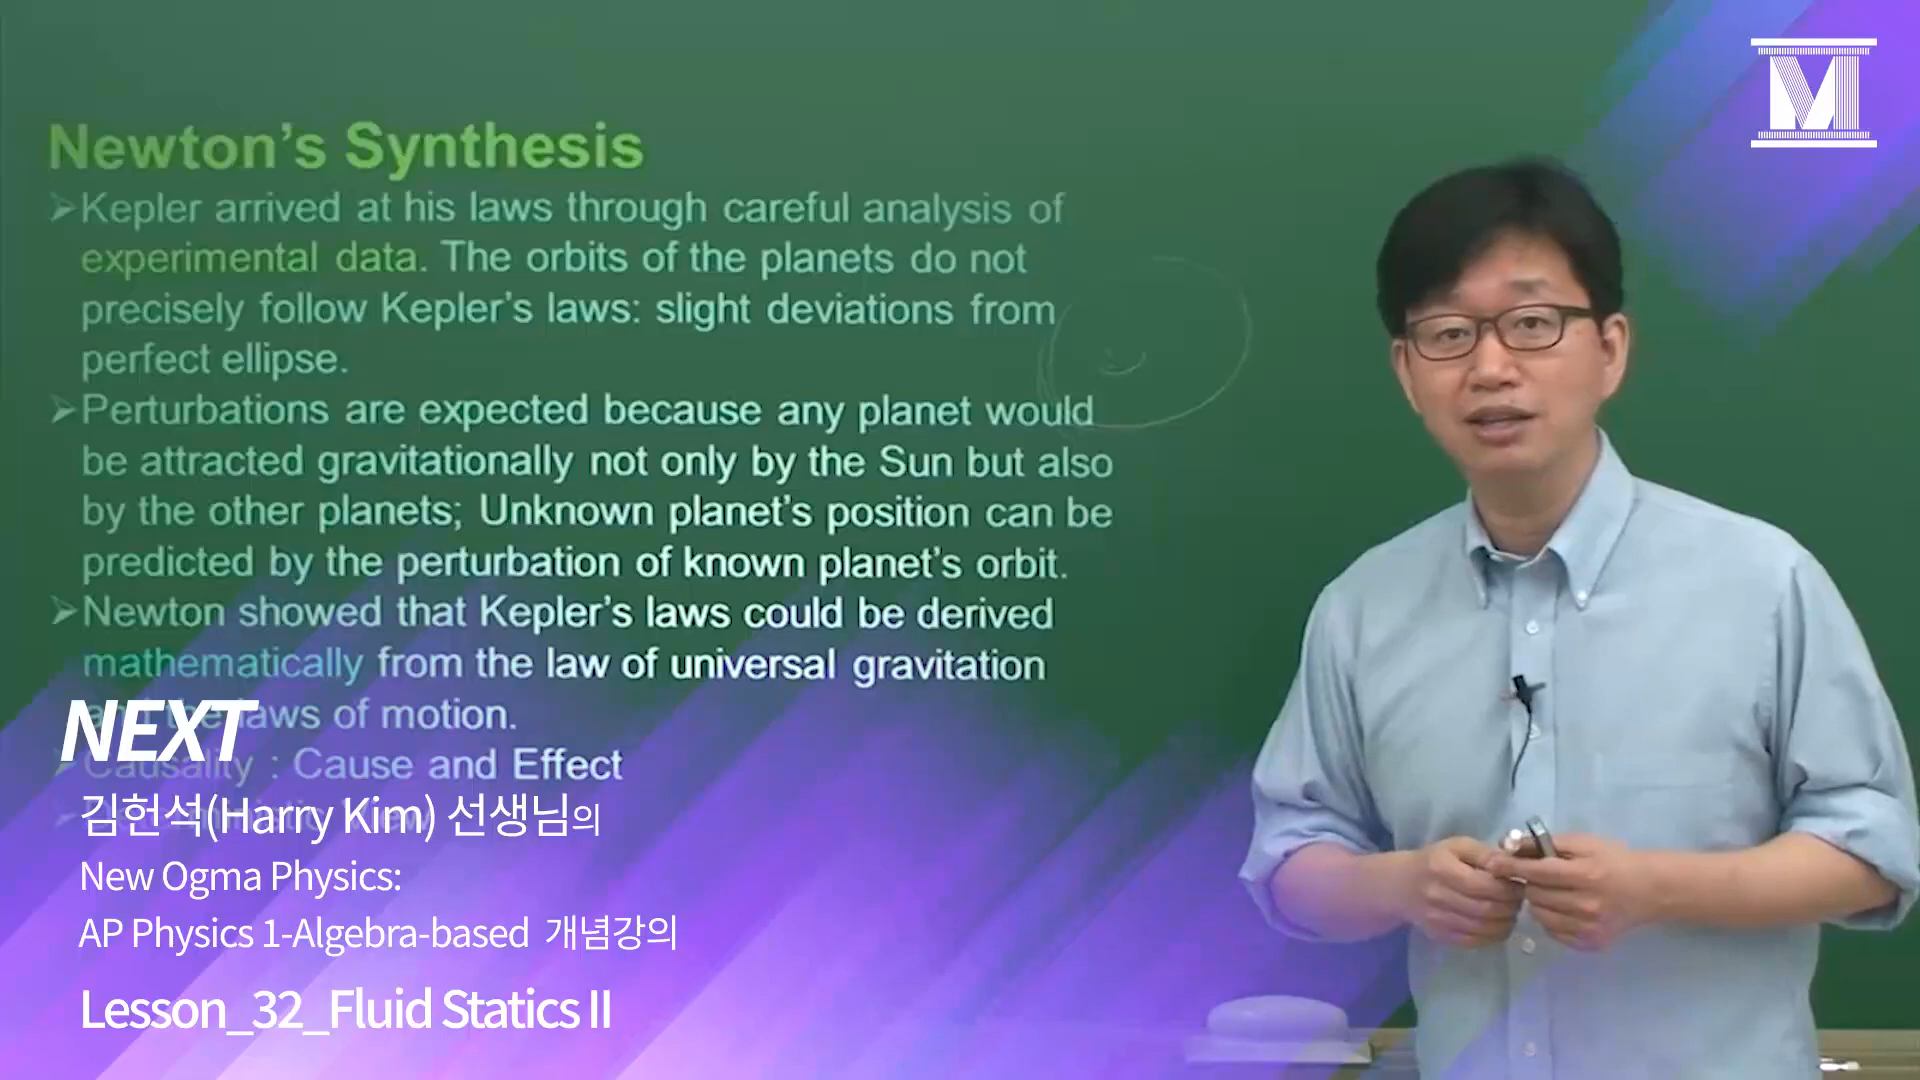 Newton's Synthesis
➢Kepler arrived at his laws through careful analysis of
experimental data. The orbits of the planets do not
precisely follow Kepler's laws: slight deviations from
perfect ellipse.
➢Perturbations are expected because any planet would
be attracted gravitationally not only by the Sun but also
by the other planets; Unknown planet's position can be
predicted by the perturbation of known planet's orbit.
➢Newton showed that Kepler's laws could be derived
mathematically from the law of universal gravitation
and the laws of motion.
➢Causality : Cause and Effect
NEXT
김헌석(Harry Kim) 선생님의
New Ogma Physics:
AP Physics 1-Algebra-based 개념강의
Lesson_32_Fluid Statics II
M